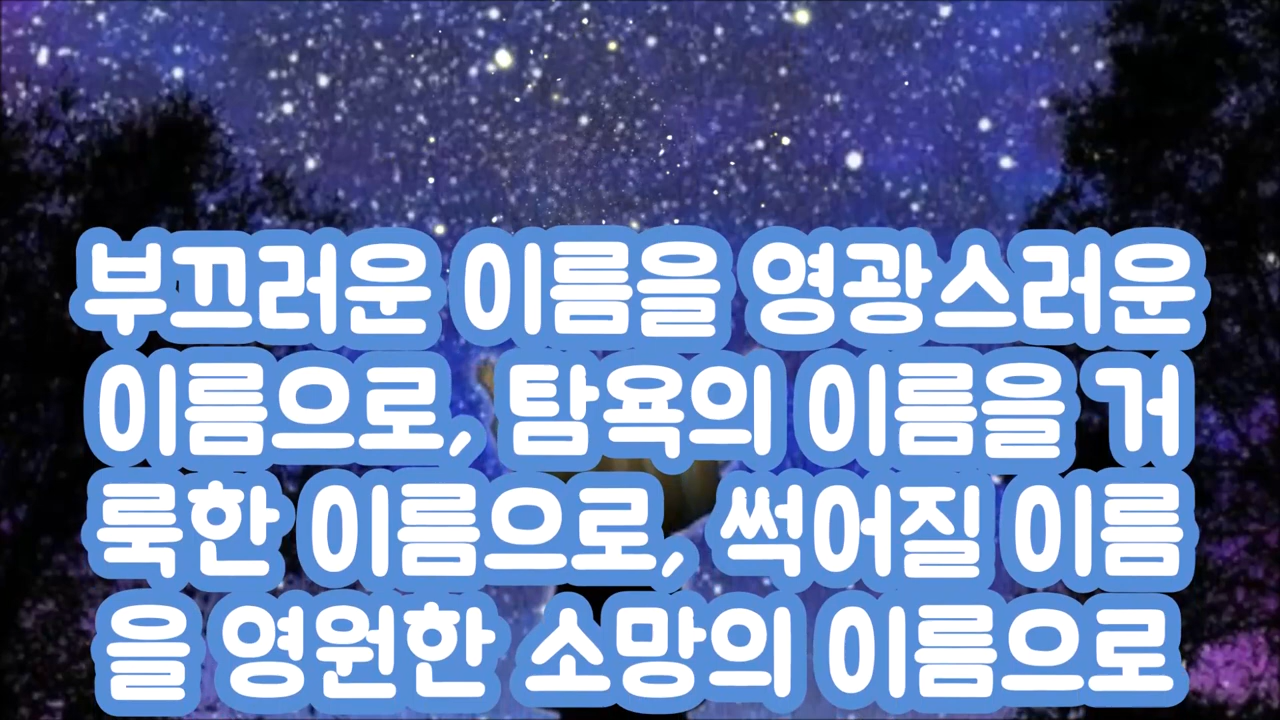 부끄러운 이름을 영광스러운
이름으로, 탐욕의 이름을 거
룩한 이름으로, 썩어질 이름
을 영원한 소망의 이름으로